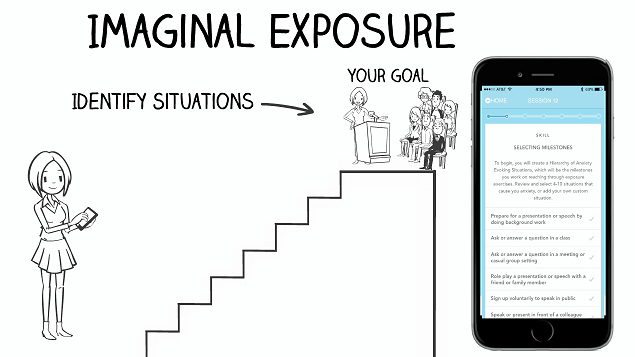 IMAGINAL EXPOSURE
YOUR GOAL
IDENTIFY SITUATIONS
AT&T
4:50 PM
HOME
SESSION 10
SKILL
SELECTING MILESTONES
To begin, you will create a Hierarchy of Anxiety
Evoking Situations, which will be the milestones
you work on reaching through exposure
exercises. Review and select 4-10 situations that
cause you anxiety, or add your own custom
situation.
Prepare for a presentation or speech by
doing background work
Ask or answer a question in a class
Ask or answer a question in a meeting or
casual group setting
Role play a presentation or speech with a
friend or family member
Sign up voluntarily to speak in public
Speak or present in front of a colleague